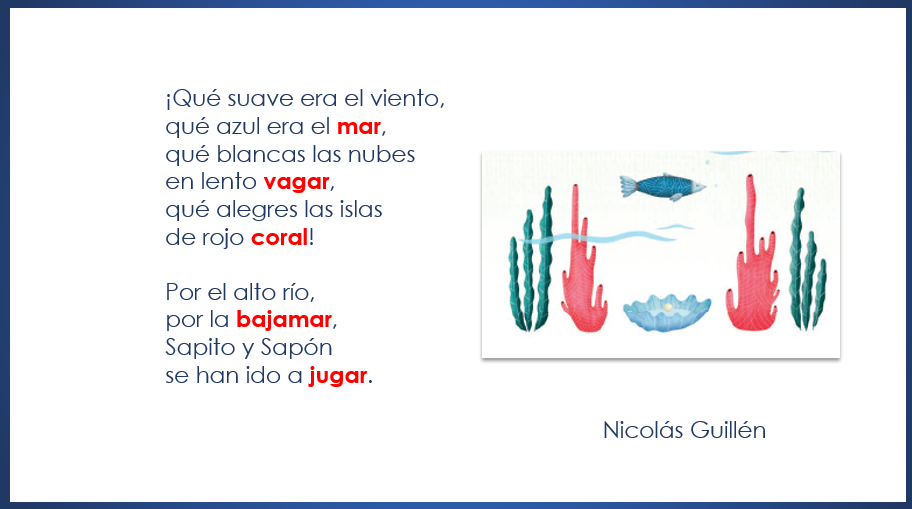 ¡Qué suave era el viento,
qué azul era el mar,
qué blancas las nubes
en lento vagar,
qué alegres las islas
de rojo coral!
Por el alto río,
por la bajamar,
Sapito y Sapón
se han ido a jugar.
Nicolás Guillén